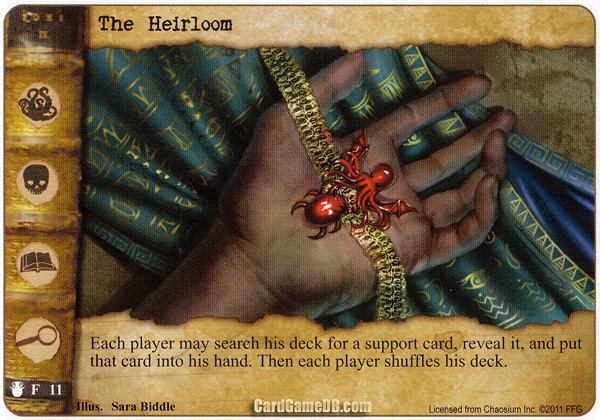 The Heirloom
Each player may search his deck for a support card, reveal it, and put
that card into his hand. Then each player shuffles his deck.
F 11
Illus. Sara Biddle
CardGameDB.com
Licensed from Chaosium Inc. ©2011 FFG